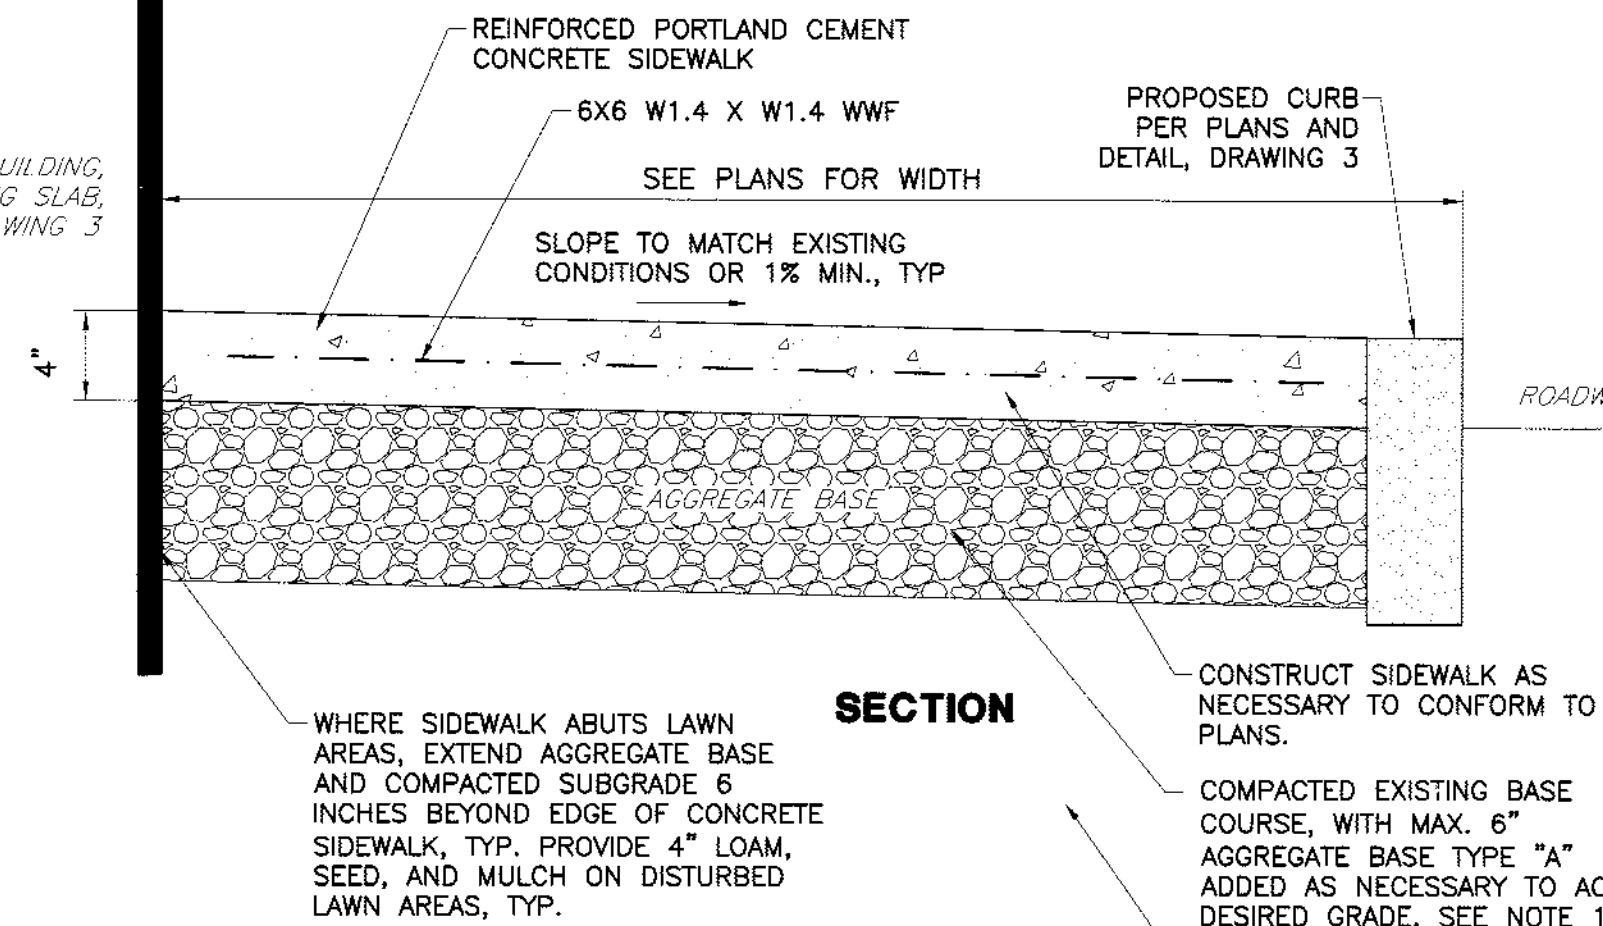 REINFORCED PORTLAND CEMENT
CONCRETE SIDEWALK
6X6 W1.4 X W1.4 WWF
PROPOSED CURB
PER PLANS AND
DETAIL, DRAWING 3
SEE PLANS FOR WIDTH
UILDING,
G SLAB,
WING 3
SLOPE TO MATCH EXISTING
CONDITIONS OR 1% MIN., TYP
4"
ROADW
AGGREGATE BASE
SECTION
WHERE SIDEWALK ABUTS LAWN
AREAS, EXTEND AGGREGATE BASE
AND COMPACTED SUBGRADE 6
INCHES BEYOND EDGE OF CONCRETE
SIDEWALK, TYP. PROVIDE 4" LOAM,
SEED, AND MULCH ON DISTURBED
LAWN AREAS, TYP.
CONSTRUCT SIDEWALK AS
NECESSARY TO CONFORM TO
PLANS.
COMPACTED EXISTING BASE
COURSE, WITH MAX. 6"
AGGREGATE BASE TYPE "A"
ADDED AS NECESSARY TO AC
DESIRED GRADE. SEE NOTE 1